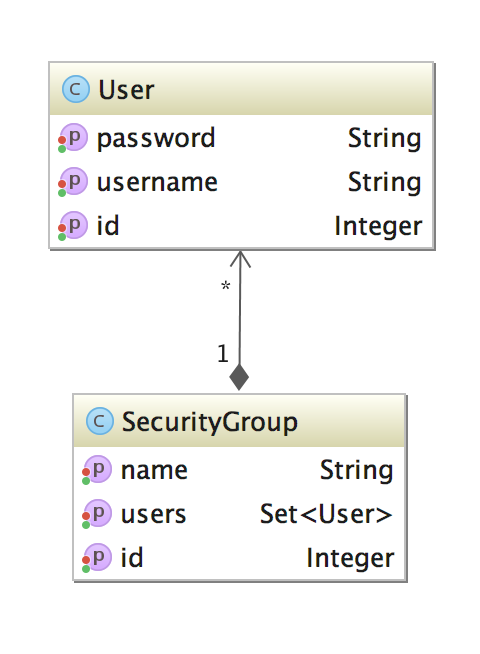 C User
p password String
p username String
p id Integer
*
1
C SecurityGroup
p name String
p users Set<User>
p id Integer